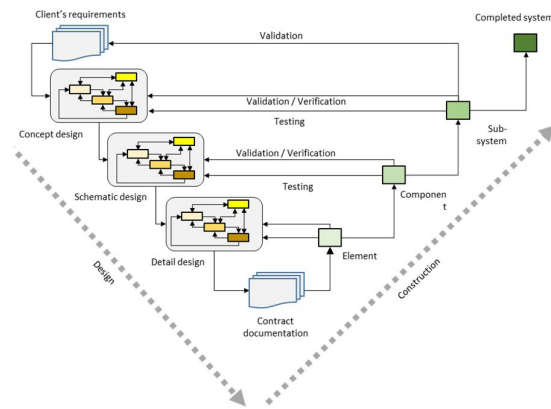 Client's requirements
Completed system
Validation
Validation / Verification
Testing
Concept design
Sub-
system
Validation / Verification
Testing
Schematic design
Componen
t
Detail design
Element
Design
Construction
Contract
documentation